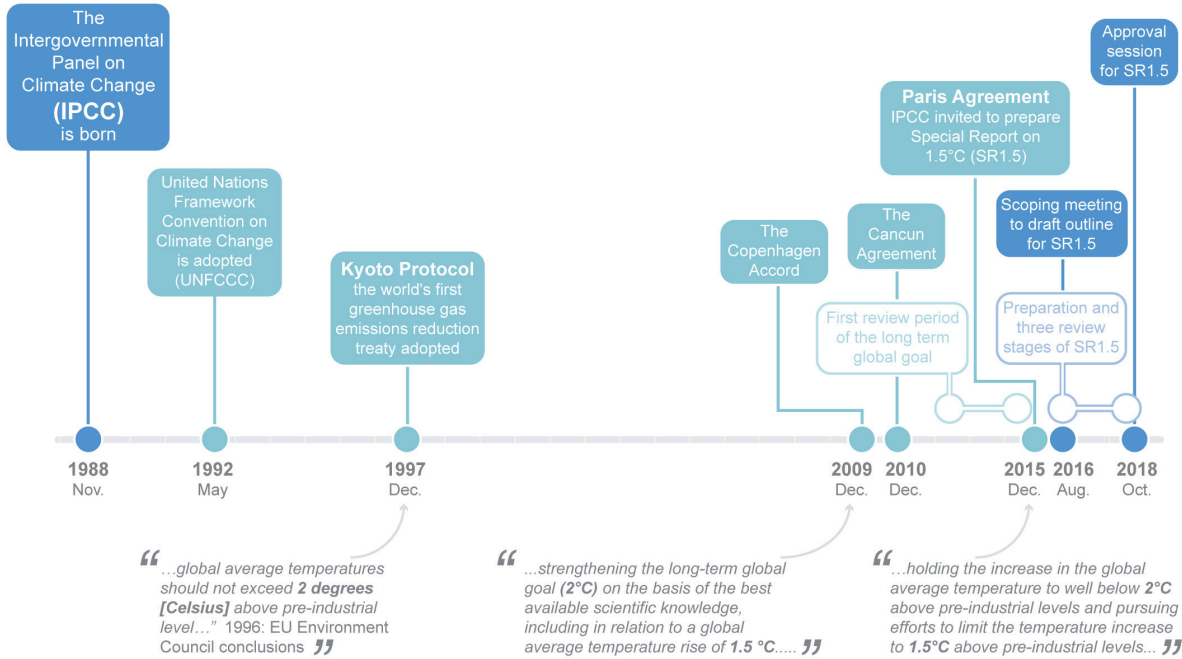 The
Intergovernmental
Panel on
Climate Change
(IPCC)
is born
United Nations
Framework
Convention on
Climate Change
is adopted
(UNFCCC)
Kyoto Protocol
the world's first
greenhouse gas
emissions reduction
treaty adopted
The
Copenhagen
Accord
The
Cancun
Agreement
First review period
of the long term
global goal
Paris Agreement
IPCC invited to prepare
Special Report on
1.5°C (SR1.5)
Scoping meeting
to draft outline
for SR1.5
Preparation and
three review
stages of SR1.5
Approval
session
for SR1.5
1988
Nov.
1992
May
1997
Dec.
2009
Dec.
2010
Dec.
2015
Dec.
2016
Aug.
2018
Oct.
“ ...global average temperatures
should not exceed 2 degrees
[Celsius] above pre-industrial
level...” 1996: EU Environment
Council conclusions ”
“ ...strengthening the long-term global
goal (2°C) on the basis of the best
available scientific knowledge,
including in relation to a global
average temperature rise of 1.5 °C..... ”
“ ...holding the increase in the global
average temperature to well below 2°C
above pre-industrial levels and pursuing
efforts to limit the temperature increase
to 1.5°C above pre-industrial levels... ”